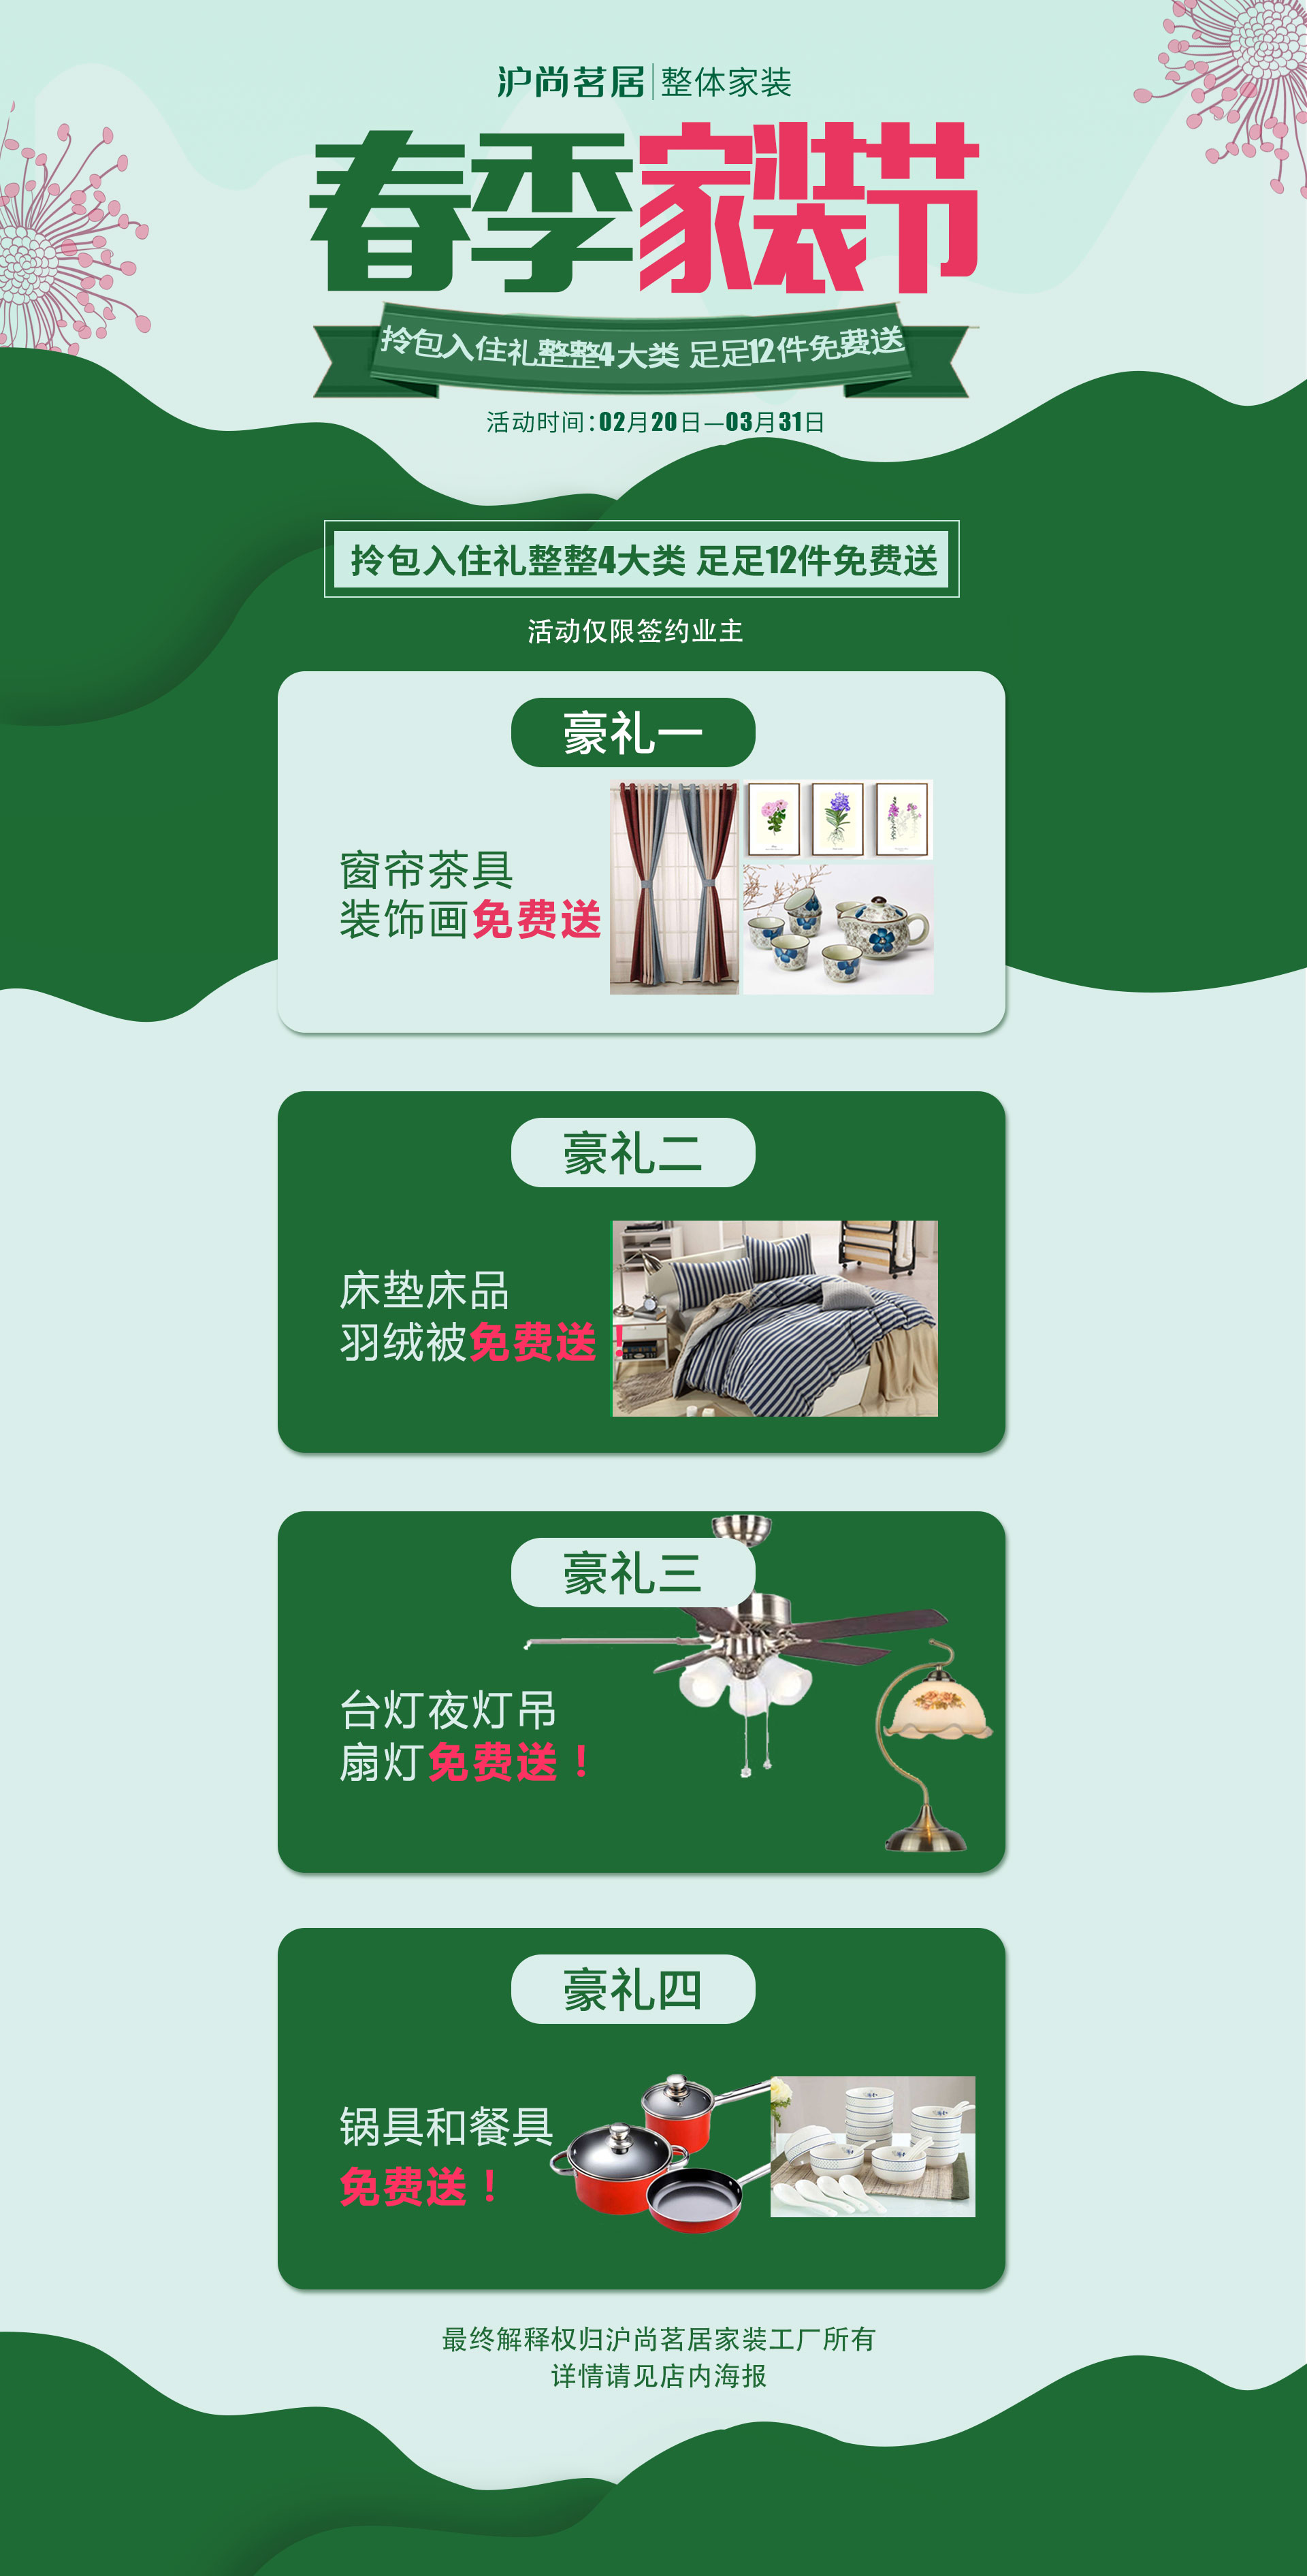 沪尚茗居|整体家装
春季家装节
拎包入住礼整整4大类 足足12件免费送
活动时间:02月20日—03月31日
拎包入住礼整整4大类 足足12件免费送
活动仅限签约业主
豪礼一
窗帘茶具
装饰画免费送
豪礼二
床垫床品
羽绒被免费送！
豪礼三
台灯夜灯吊
扇灯免费送！
豪礼四
锅具和餐具
免费送！
最终解释权归沪尚茗居家装工厂所有
详情请见店内海报